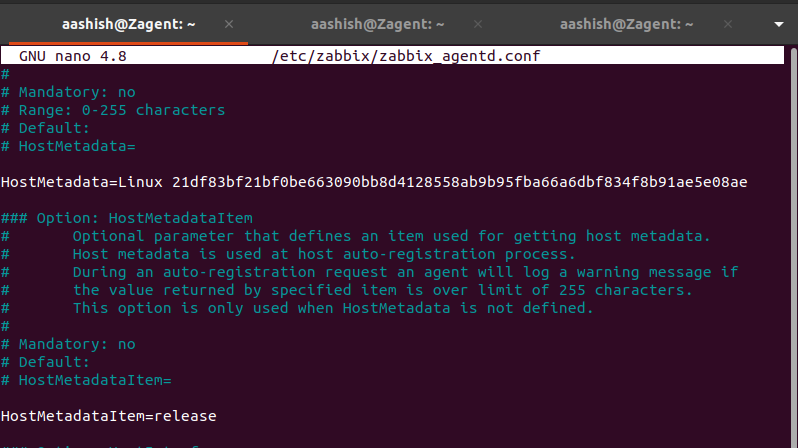 aashish@Zagent: ~ × aashish@Zagent: ~ × aashish@Zagent: ~ ×
GNU nano 4.8 /etc/zabbix/zabbix_agentd.conf
#
# Mandatory: no
# Range: 0-255 characters
# Default:
# HostMetadata=
HostMetadata=Linux 21df83bf21bf0be663090bb8d4128558ab9b95fba66a6dbf834f8b91ae5e08ae
### Option: HostMetadataItem
# Optional parameter that defines an item used for getting host metadata.
# Host metadata is used at host auto-registration process.
# During an auto-registration request an agent will log a warning message if
# the value returned by specified item is over limit of 255 characters.
# This option is only used when HostMetadata is not defined.
#
# Mandatory: no
# Default:
# HostMetadataItem=
HostMetadataItem=release